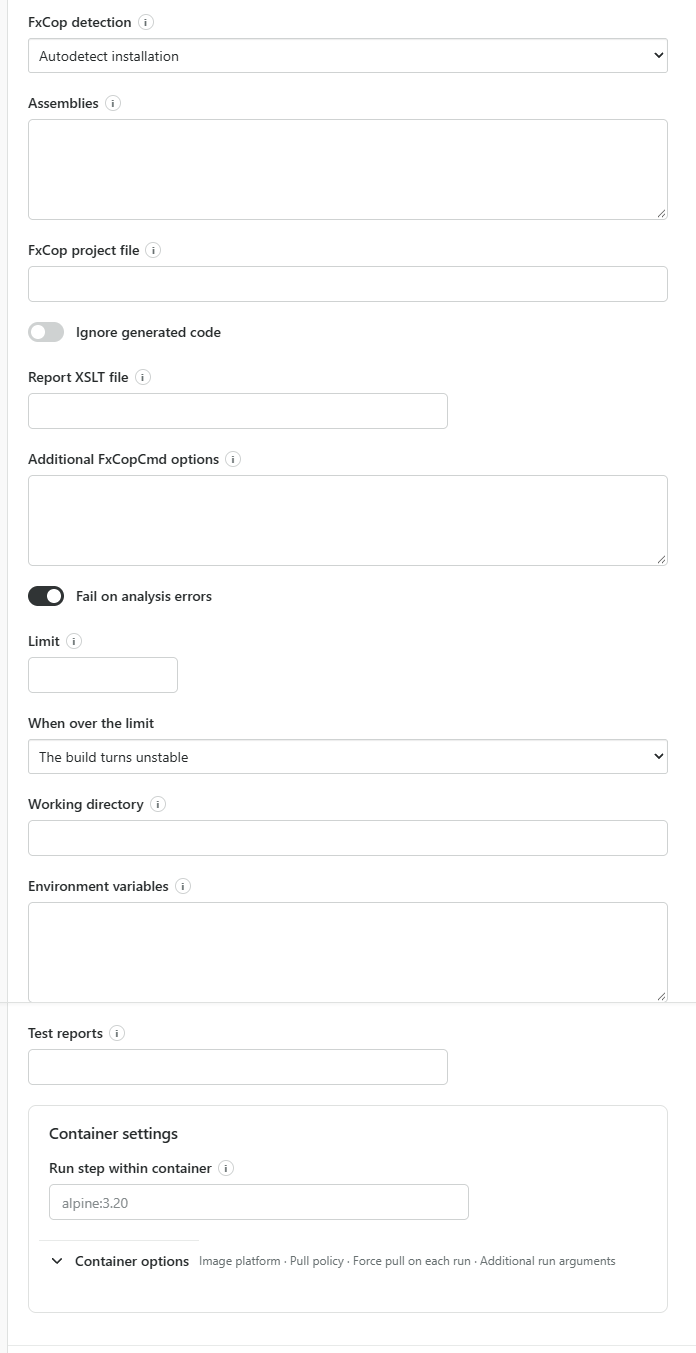 FxCop detection
Autodetect installation
Assemblies
FxCop project file
Ignore generated code
Report XSLT file
Additional FxCopCmd options
Fail on analysis errors
Limit
When over the limit
The build turns unstable
Working directory
Environment variables
Test reports
Container settings
Run step within container
alpine:3.20
Container options Image platform · Pull policy · Force pull on each run · Additional run arguments